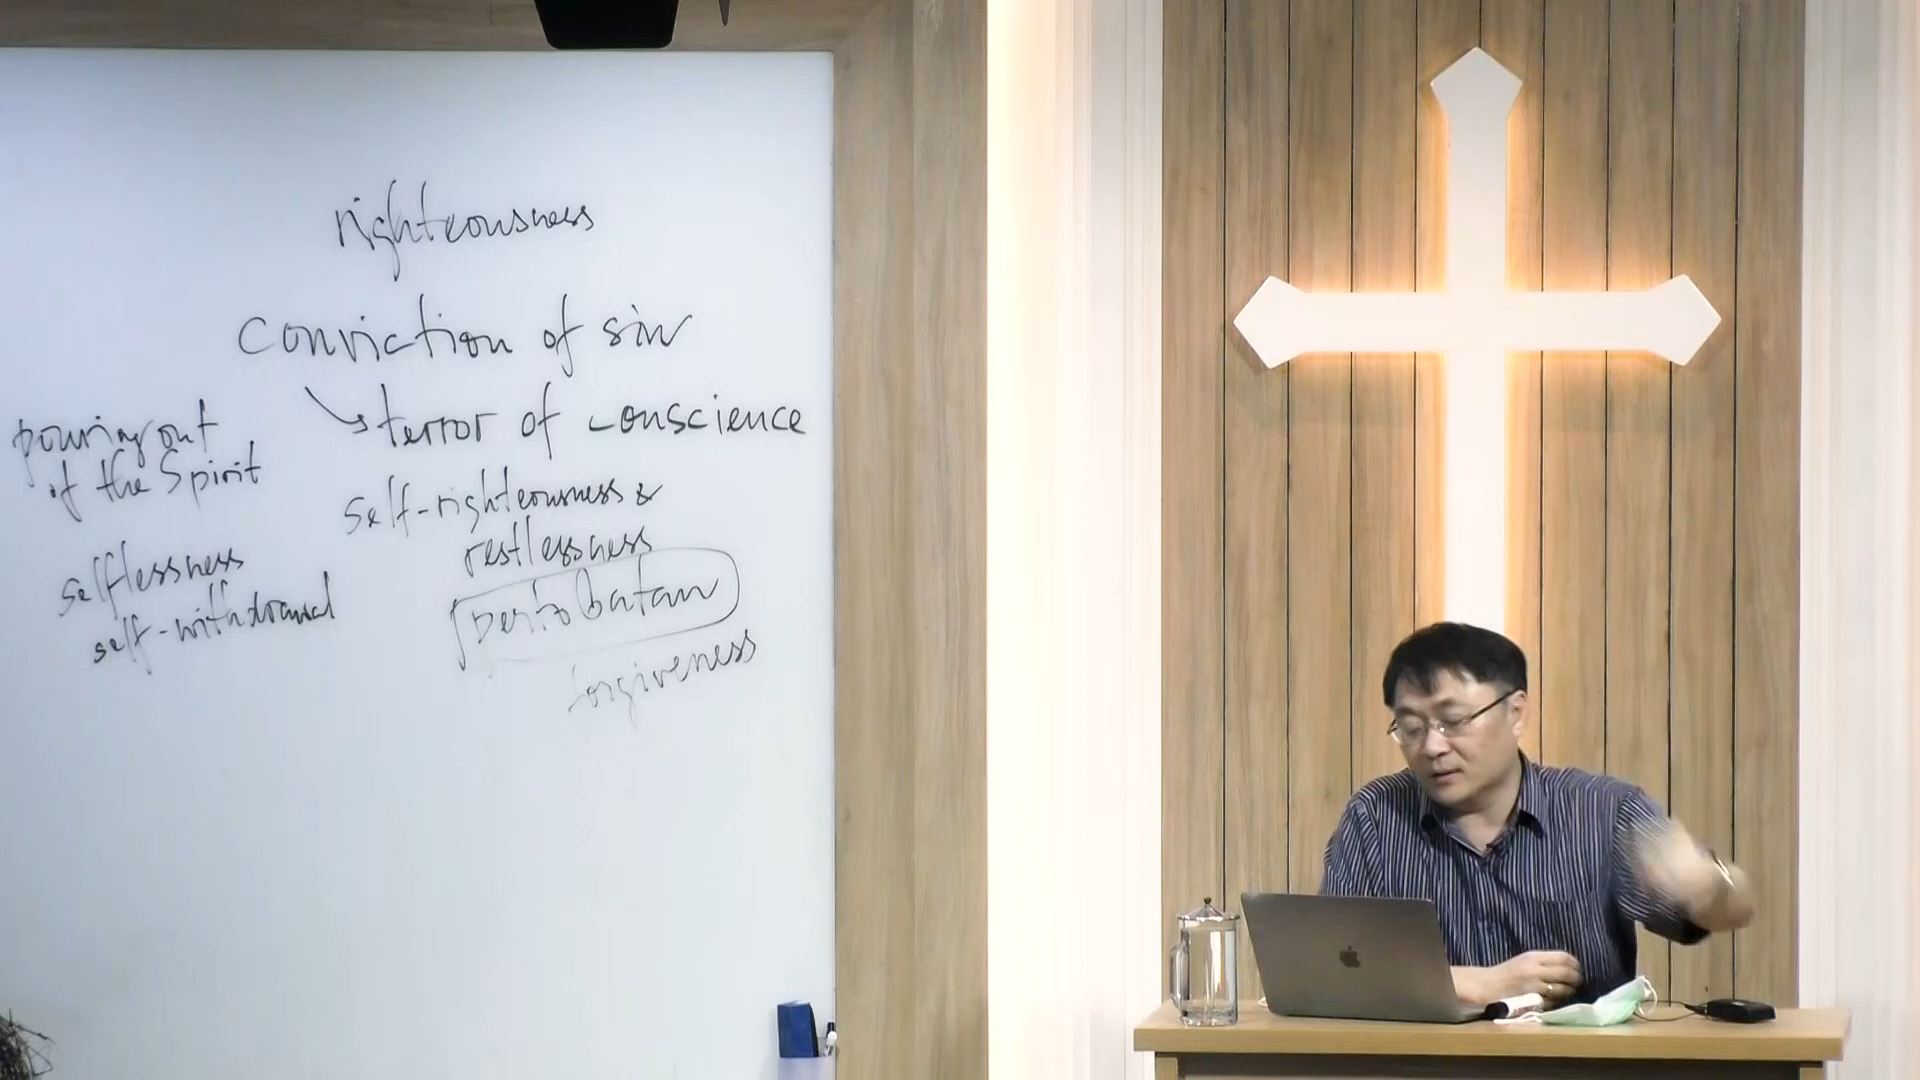 righteousness
Conviction of sin
terror of conscience
pouring out
of the Spirit
self-righteousness &
restlessness
selflessness
self-withdrawal
pertobatan
forgiveness